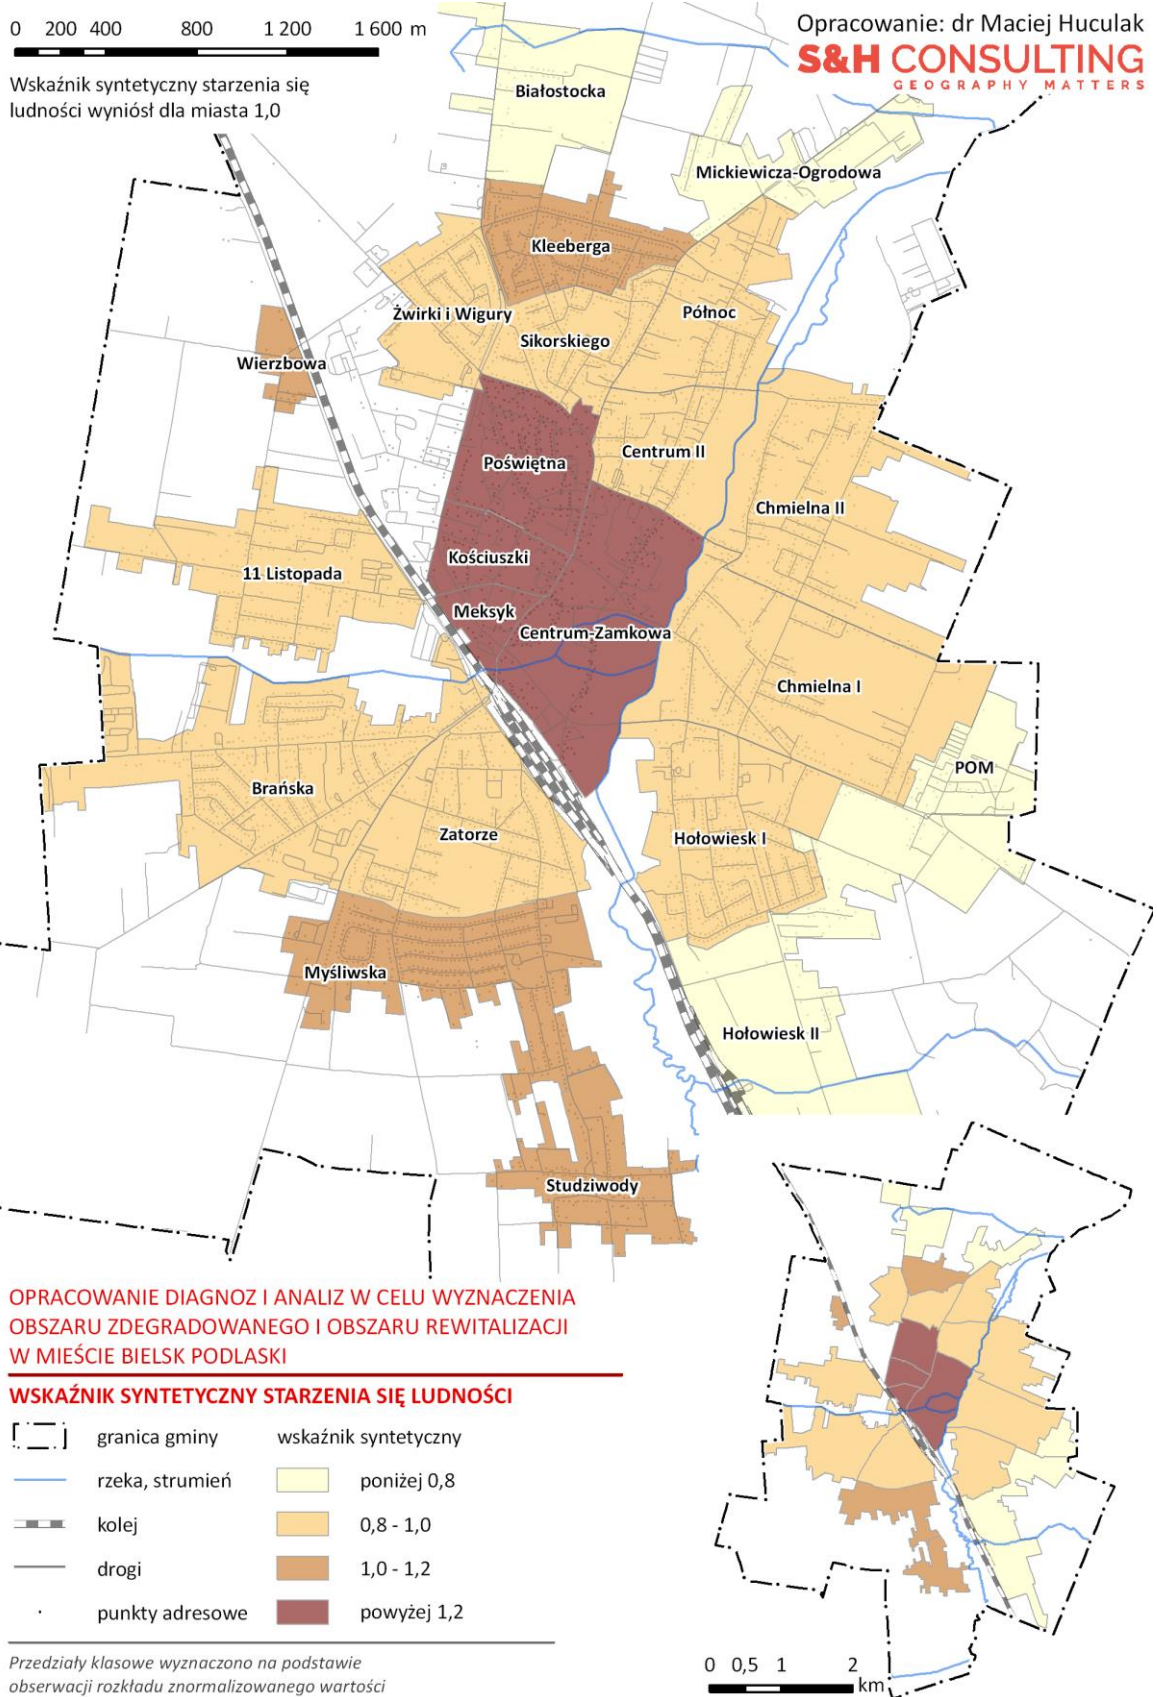 0 200 400 800 1 200 1 600 m
Wskaźnik syntetyczny starzenia się
ludności wyniósł dla miasta 1,0
Opracowanie: dr Maciej Huculak
S&H CONSULTING
GEOGRAPHY MATTERS
Białostocka
Mickiewicza-Ogrodowa
Kleeberga
Żwirki i Wigury
Północ
Sikorskiego
Wierzbowa
Centrum II
Poświętna
Chmielna II
Kościuszki
11 Listopada
Meksyk
Centrum-Zamkowa
Chmielna I
POM
Brańska
Zatorze
Hołowiesk I
Myśliwska
Hołowiesk II
Studziwody
OPRACOWANIE DIAGNOZ I ANALIZ W CELU WYZNACZENIA
OBSZARU ZDEGRADOWANEGO I OBSZARU REWITALIZACJI
W MIEŚCIE BIELSK PODLASKI
WSKAŹNIK SYNTETYCZNY STARZENIA SIĘ LUDNOŚCI
granica gminy
wskaźnik syntetyczny
rzeka, strumień
poniżej 0,8
kolej
0,8 - 1,0
drogi
1,0 - 1,2
punkty adresowe
powyżej 1,2
Przedziały klasowe wyznaczono na podstawie
obserwacji rozkładu znormalizowanego wartości
0 0,5 1 2
km